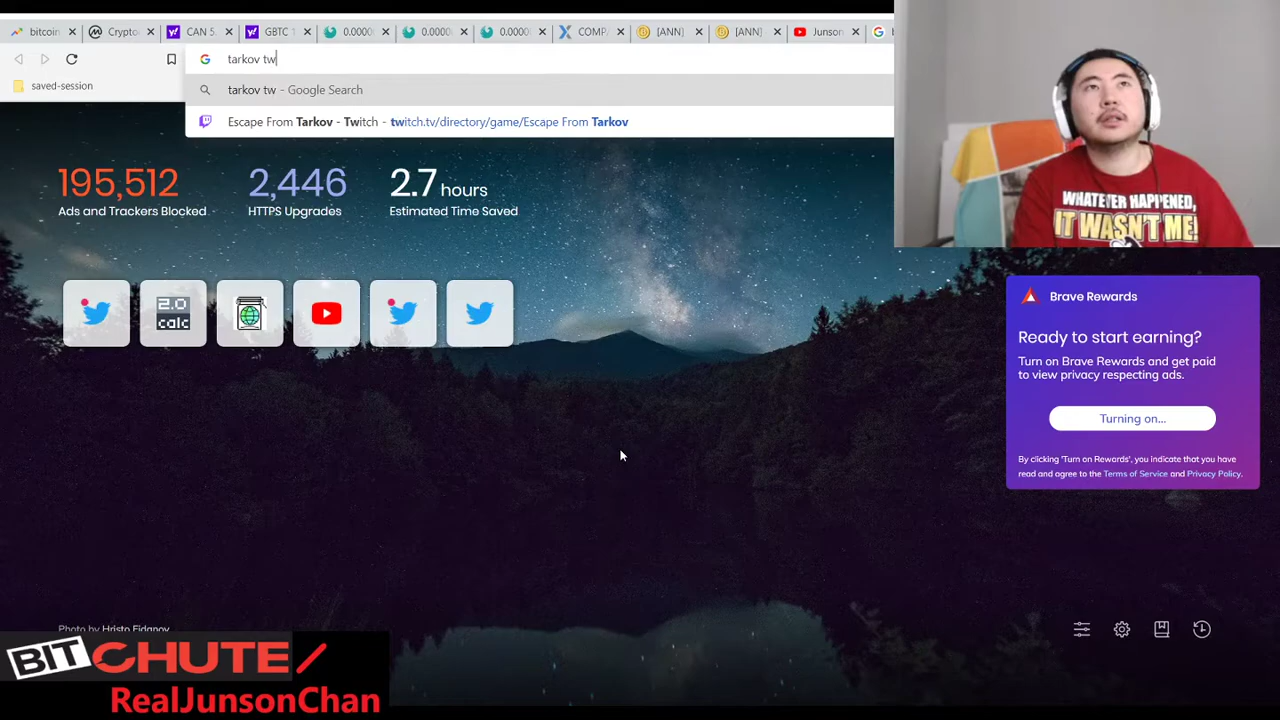 bitcoin
Crypto
CAN 5.
GBTC 1
0.0000
0.0000
0.0000
COMPA
[ANN]
[ANN]
Junson
b
tarkov tw
saved-session
tarkov tw - Google Search
Escape From Tarkov - Twitch - twitch.tv/directory/game/Escape From Tarkov
195,512
Ads and Trackers Blocked
2,446
HTTPS Upgrades
2.7 hours
Estimated Time Saved
2.0
calc
WHATEVER HAPPENED,
IT WASN'T ME!
Brave Rewards
Ready to start earning?
Turn on Brave Rewards and get paid
to view privacy respecting ads.
Turning on...
By clicking 'Turn on Rewards', you indicate that you have
read and agree to the Terms of Service and Privacy Policy.
Photo by Hristo Fidanov
BITCHUTE/
RealJunsonChan